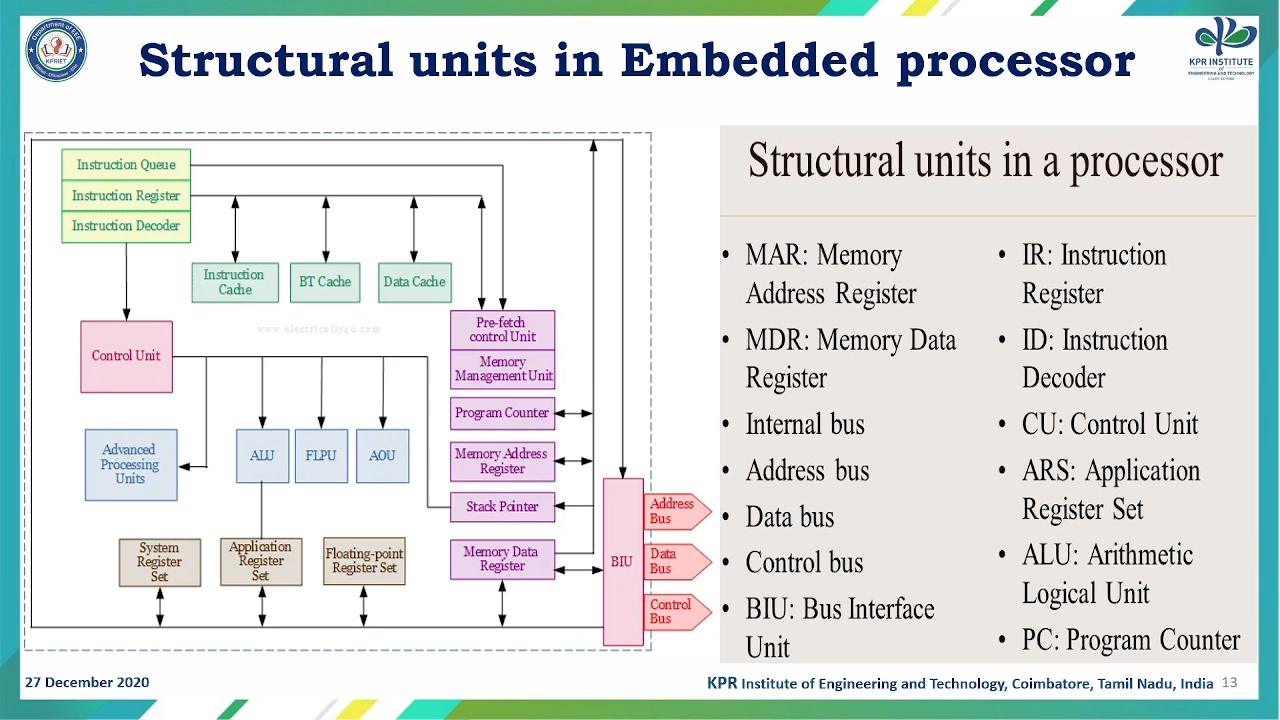 Structural units in Embedded processor
Department of EEE
KPRIET
KPR INSTITUTE
of
ENGINEERING AND TECHNOLOGY
LEARN BEYOND
Instruction Queue
Instruction Register
Instruction Decoder
Instruction
Cache
BT Cache
Data Cache
www.electrically4u.com
Control Unit
Pre-fetch
control Unit
Memory
Management Unit
Program Counter
Advanced
Processing
Units
ALU
FLPU
AOU
Memory Address
Register
Stack Pointer
System
Register
Set
Application
Register
Set
Floating-point
Register Set
Memory Data
Register
BIU
Address
Bus
Data
Bus
Control
Bus
Structural units in a processor
• MAR: Memory
Address Register
• MDR: Memory Data
Register
• Internal bus
• Address bus
• Data bus
• Control bus
• BIU: Bus Interface
Unit
• IR: Instruction
Register
• ID: Instruction
Decoder
• CU: Control Unit
• ARS: Application
Register Set
• ALU: Arithmetic
Logical Unit
• PC: Program Counter
27 December 2020
KPR Institute of Engineering and Technology, Coimbatore, Tamil Nadu, India
13